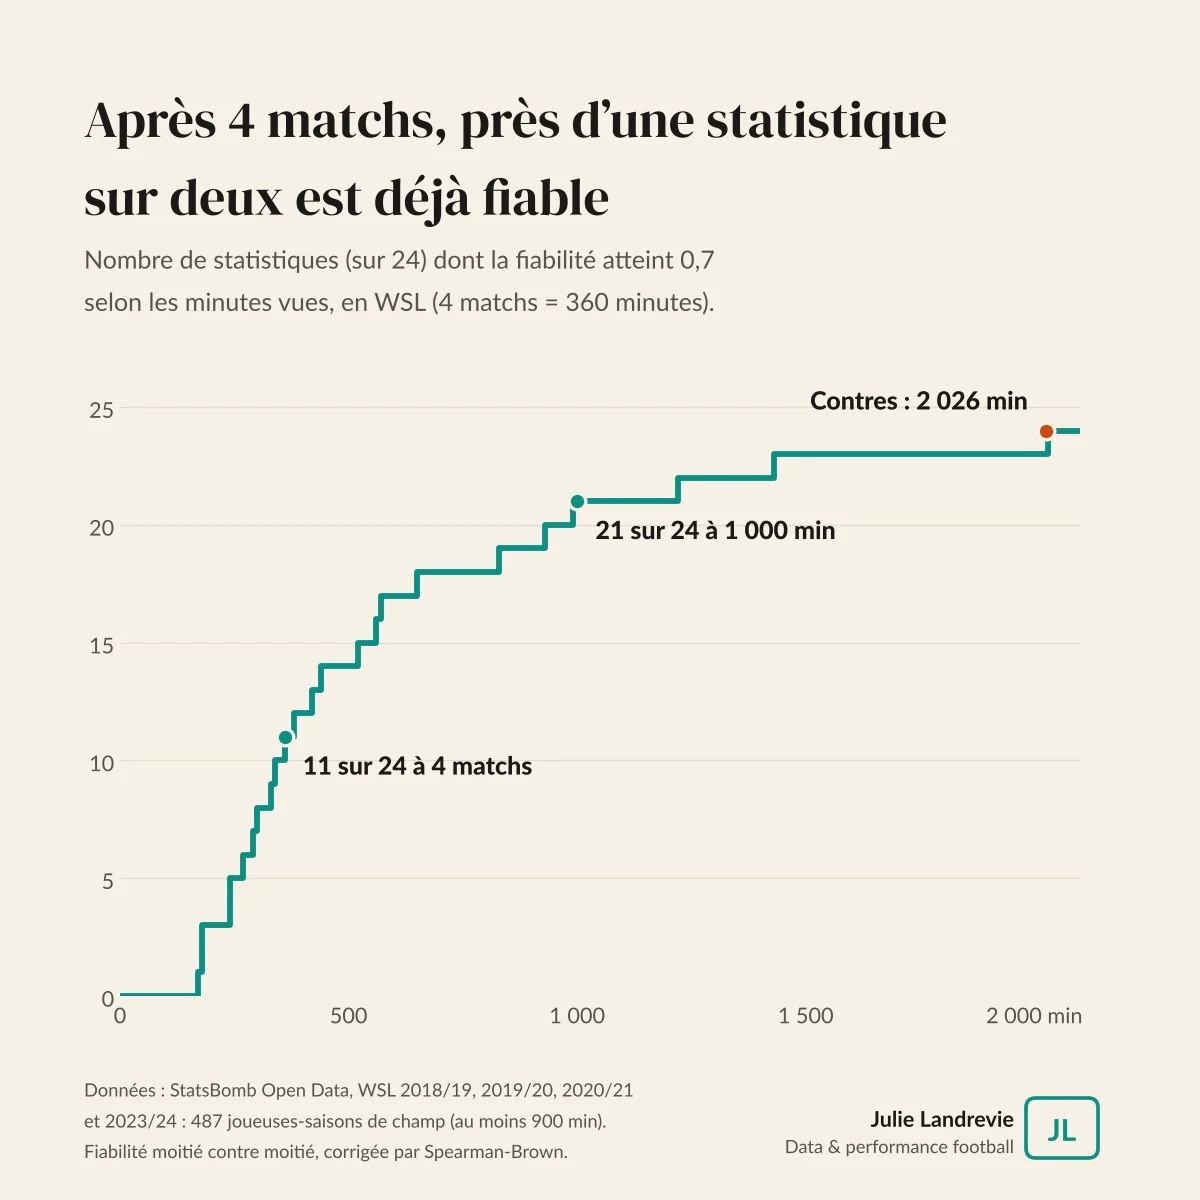 Après 4 matchs, près d’une statistique
sur deux est déjà fiable
Nombre de statistiques (sur 24) dont la fiabilité atteint 0,7
selon les minutes vues, en WSL (4 matchs = 360 minutes).
Contres : 2 026 min
25
20
21 sur 24 à 1 000 min
15
10
11 sur 24 à 4 matchs
5
0
0 500 1 000 1 500 2 000 min
Données : StatsBomb Open Data, WSL 2018/19, 2019/20, 2020/21
et 2023/24 : 487 joueuses-saisons de champ (au moins 900 min).
Fiabilité moitié contre moitié, corrigée par Spearman-Brown.
Julie Landrevie
Data & performance football
JL